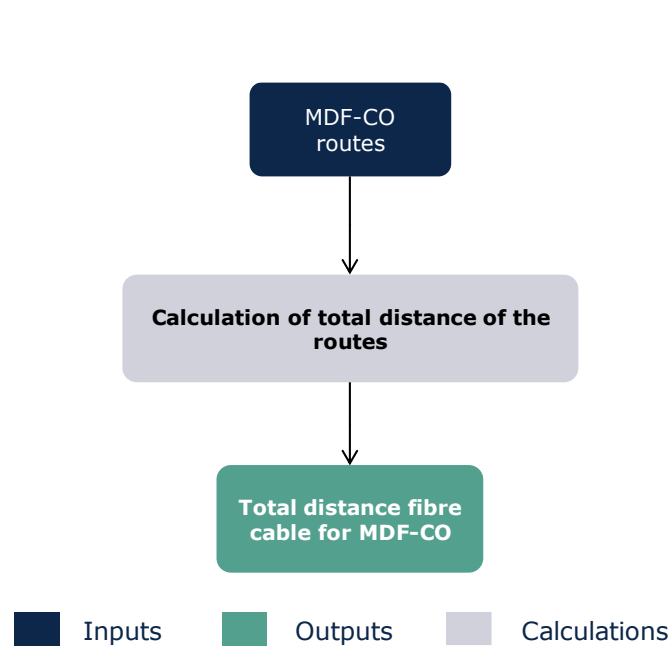 MDF-CO
routes
Calculation of total distance of the
routes
Total distance fibre
cable for MDF-CO
Inputs
Outputs
Calculations